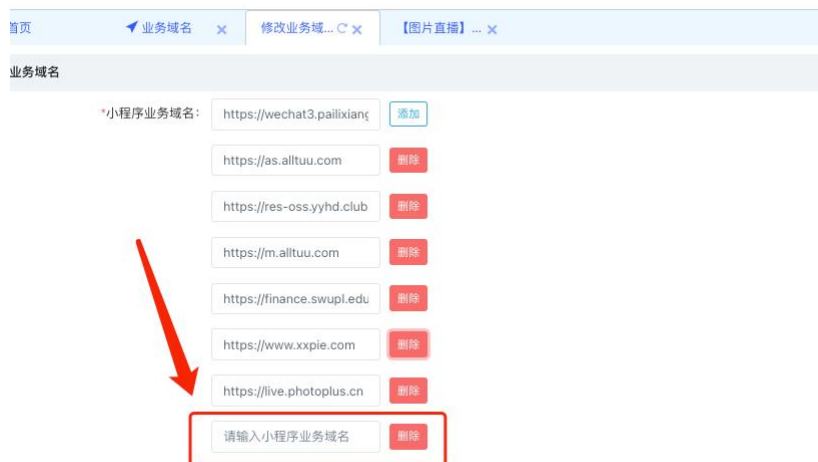 首页 业务域名 修改业务域... 【图片直播】 ...
业务域名
*小程序业务域名: https://wechat3.pailixiang 添加
https://as.alltuu.com 删除
https://res-oss.yyhd.club 删除
https://m.alltuu.com 删除
https://finance.swupl.edu 删除
https://www.xxpie.com 删除
https://live.photoplus.cn 删除
请输入小程序业务域名 删除